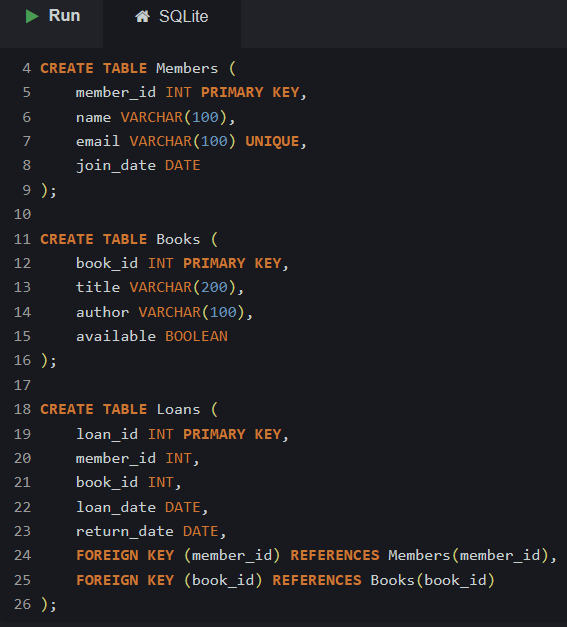 Run SQLite
4 CREATE TABLE Members (
5 member_id INT PRIMARY KEY,
6 name VARCHAR(100),
7 email VARCHAR(100) UNIQUE,
8 join_date DATE
9 );
10
11 CREATE TABLE Books (
12 book_id INT PRIMARY KEY,
13 title VARCHAR(200),
14 author VARCHAR(100),
15 available BOOLEAN
16 );
17
18 CREATE TABLE Loans (
19 loan_id INT PRIMARY KEY,
20 member_id INT,
21 book_id INT,
22 loan_date DATE,
23 return_date DATE,
24 FOREIGN KEY (member_id) REFERENCES Members(member_id),
25 FOREIGN KEY (book_id) REFERENCES Books(book_id)
26 );